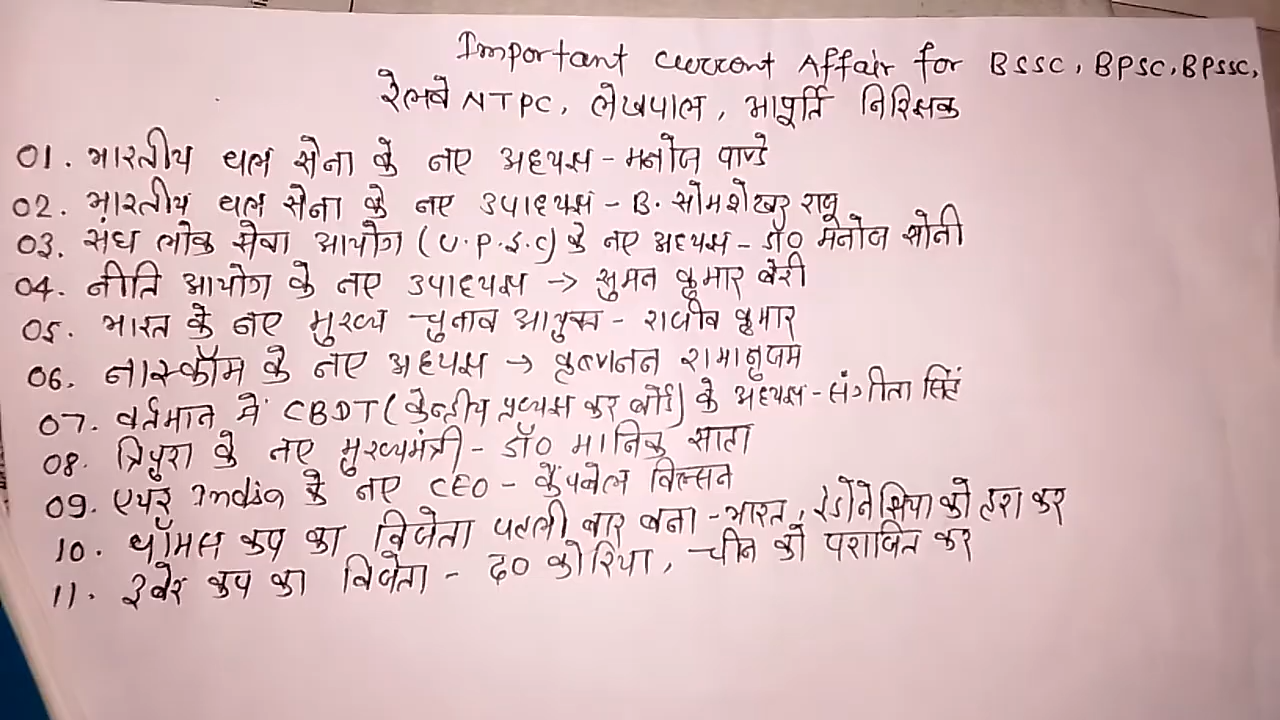 Important current Affair for BSSC, BPSC, BPSSC,
रेलवे NTPC, लेखपाल, आपूर्ति निरिक्षक
01. भारतीय थल सेना के नए अध्यक्ष - मनोज पाण्डे
02. भारतीय थल सेना के नए उपाध्यक्ष - B. सोमशेखर राजू
03. संघ लोक सेवा आयोग (U.P.S.C) के नए अध्यक्ष - डॉ० मनोज सोनी
04. नीति आयोग के नए उपाध्यक्ष → सुमन कुमार बेरी
05. भारत के नए मुख्य चुनाव आयुक्त - राजीव कुमार
06. नास्कॉम के नए अध्यक्ष → कृष्णनन रामानुजम
07. वर्तमान में CBDT (केन्द्रीय प्रत्यक्ष कर बोर्ड) के अध्यक्ष - संगीता सिंह
08. त्रिपुरा के नए मुख्यमंत्री - डॉ० मानिक साहा
09. एयर India के नए CEO - कैंपबेल विल्सन
10. थॉमस कप का विजेता पहली बार बना - भारत, इंडोनेशिया को हरा कर
11. उबेर कप का विजेता - द० कोरिया, चीन को पराजित कर